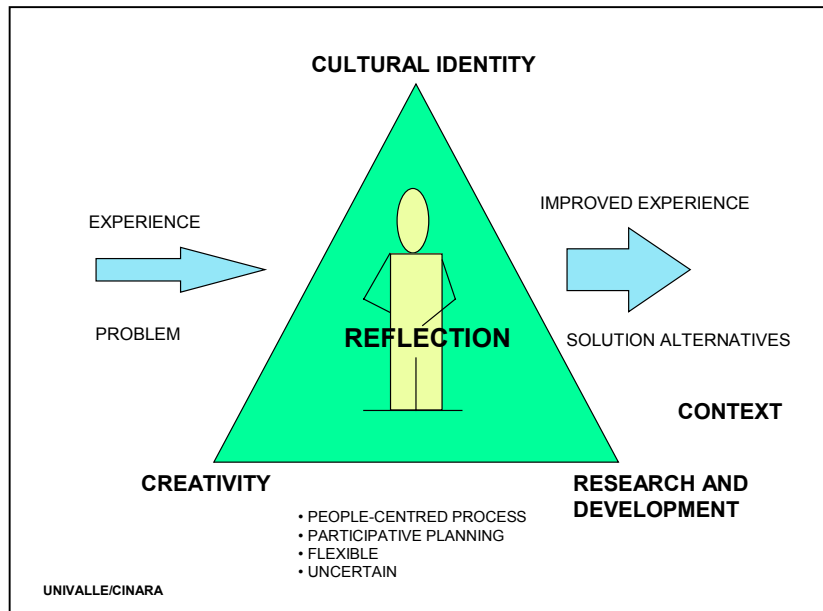 CULTURAL IDENTITY
EXPERIENCE
PROBLEM
REFLECTION
IMPROVED EXPERIENCE
SOLUTION ALTERNATIVES
CONTEXT
CREATIVITY
RESEARCH AND
DEVELOPMENT
• PEOPLE-CENTRED PROCESS
• PARTICIPATIVE PLANNING
• FLEXIBLE
• UNCERTAIN
UNIVALLE/CINARA